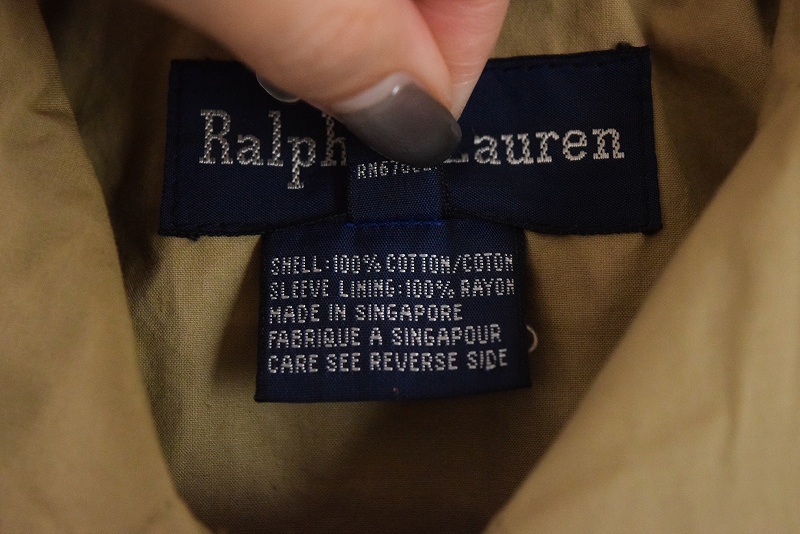 Ralph Lauren
SHELL:100% COTTON/COTON
SLEEVE LINING:100% RAYON
MADE IN SINGAPORE
FABRIQUE A SINGAPOUR
CARE SEE REVERSE SIDE